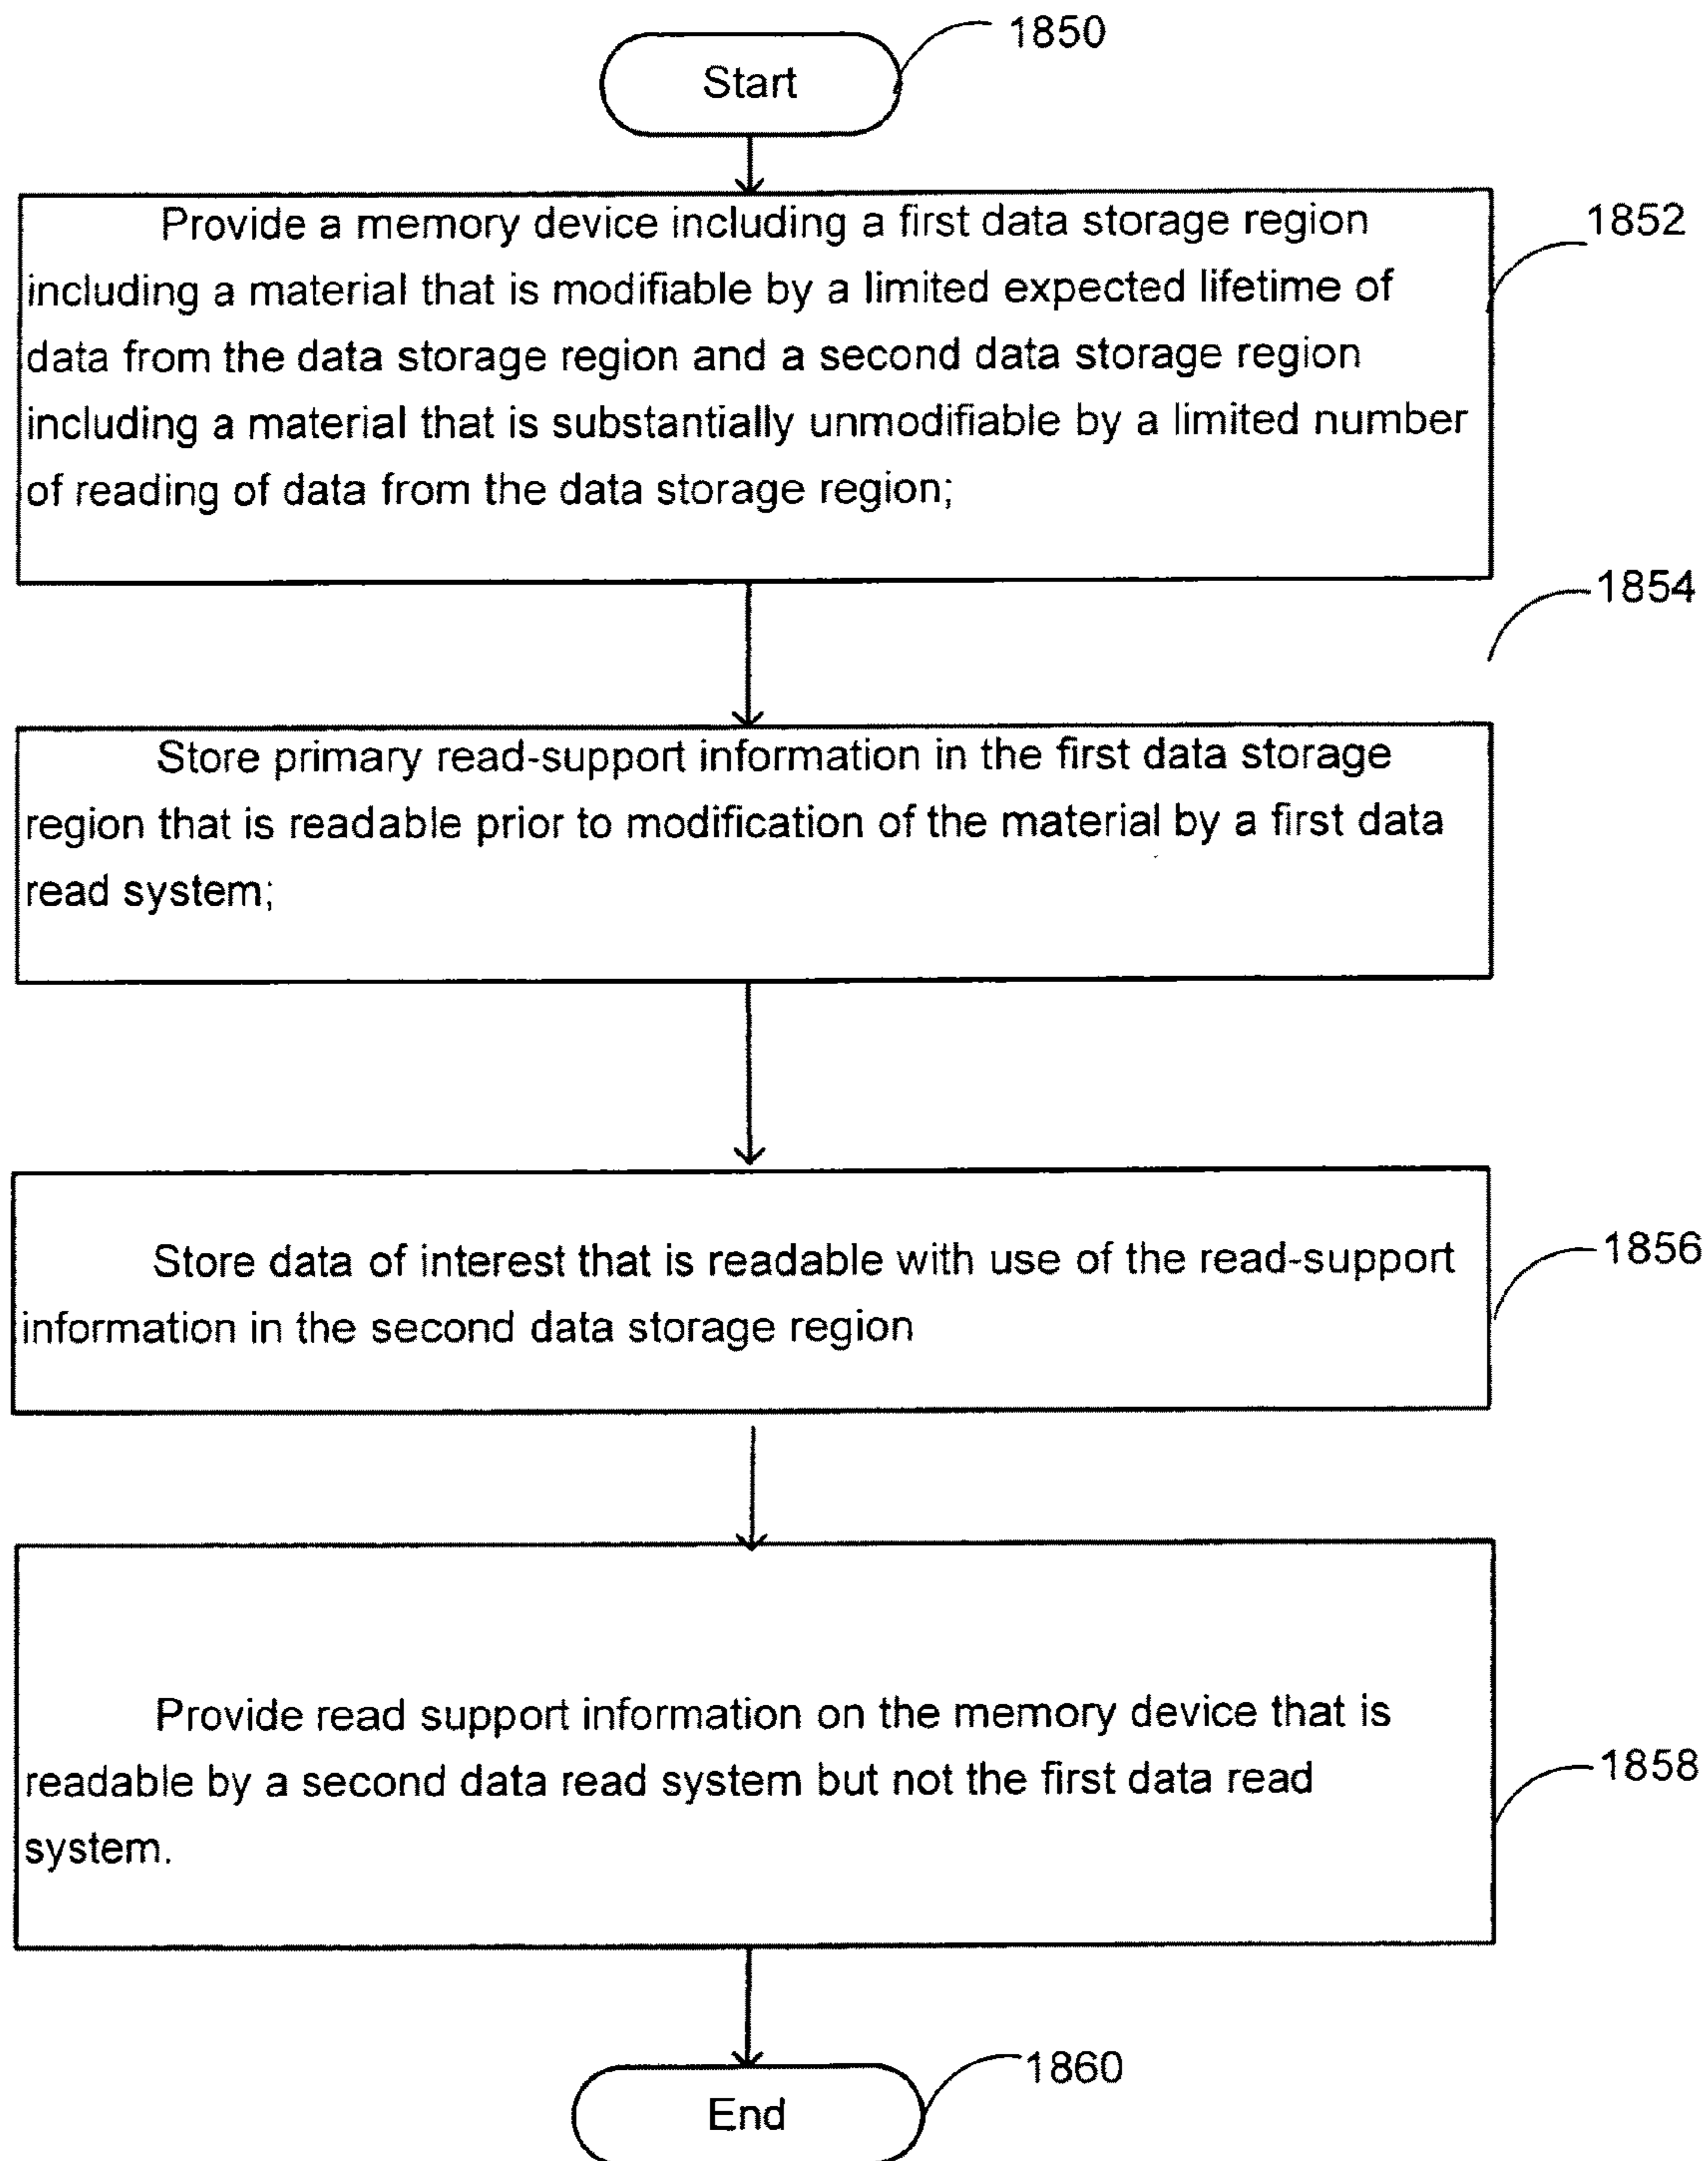 1850
Start
1852
Provide a memory device including a first data storage region
including a material that is modifiable by a limited expected lifetime of
data from the data storage region and a second data storage region
including a material that is substantially unmodifiable by a limited number
of reading of data from the data storage region;
1854
Store primary read-support information in the first data storage
region that is readable prior to modification of the material by a first data
read system;
1856
Store data of interest that is readable with use of the read-support
information in the second data storage region
Provide read support information on the memory device that is
readable by a second data read system but not the first data read
system.
1858
1860
End